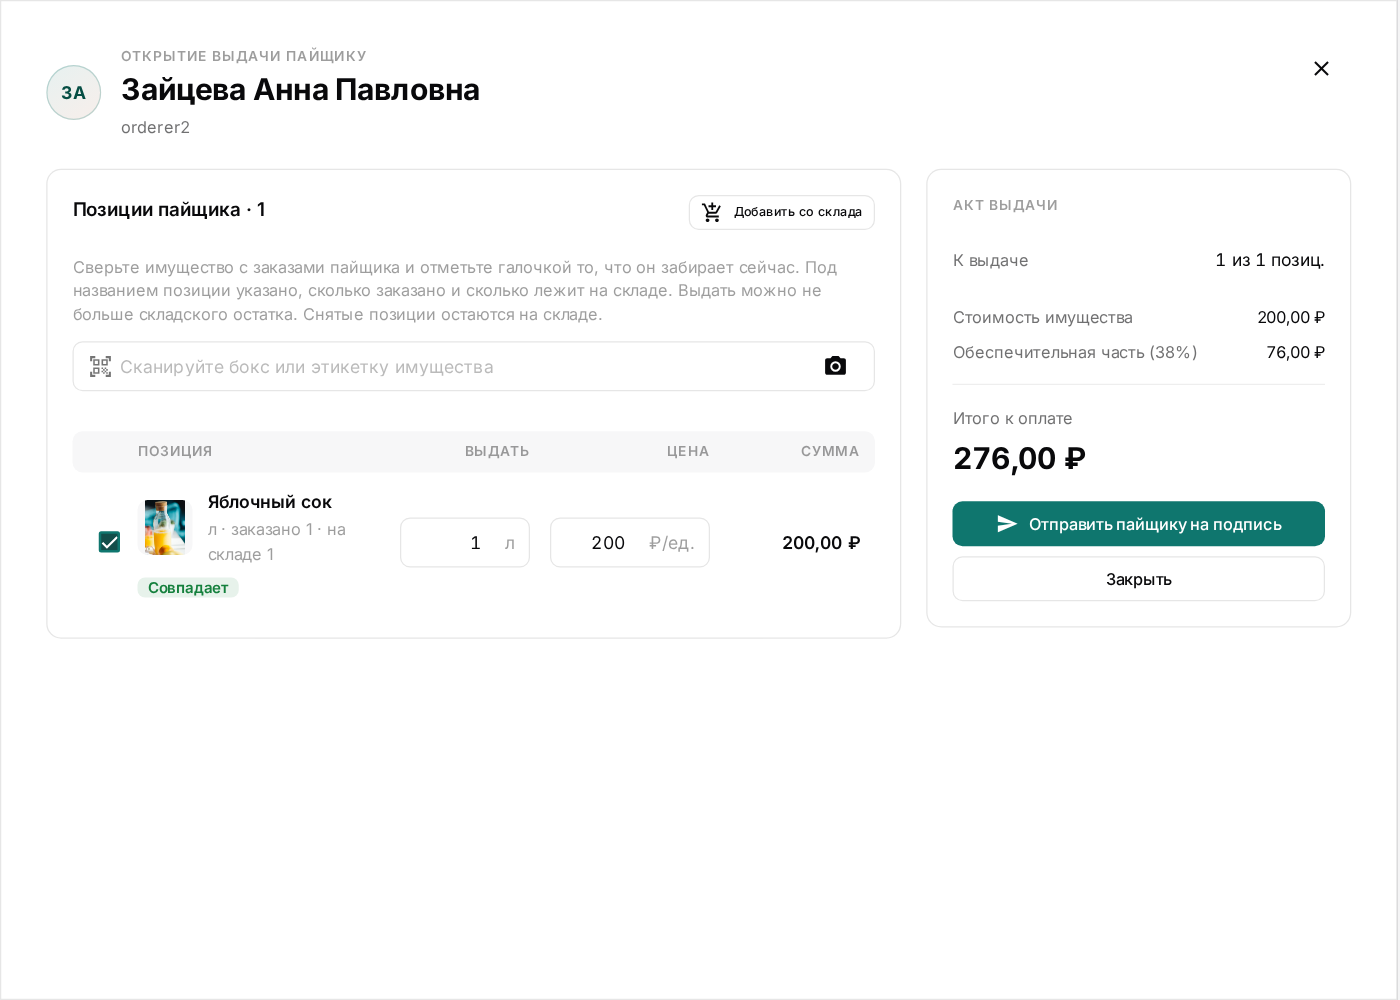 ОТКРЫТИЕ ВЫДАЧИ ПАЙЩИКУ
ЗА
Зайцева Анна Павловна
orderer2
Позиции пайщика · 1
Добавить со склада
Сверьте имущество с заказами пайщика и отметьте галочкой то, что он забирает сейчас. Под
названием позиции указано, сколько заказано и сколько лежит на складе. Выдать можно не
больше складского остатка. Снятые позиции остаются на складе.
Сканируйте бокс или этикетку имущества
ПОЗИЦИЯ ВЫДАТЬ ЦЕНА СУММА
Яблочный сок
л · заказано 1 · на
складе 1
1 л 200 ₽/ед. 200,00 ₽
Совпадает
АКТ ВЫДАЧИ
К выдаче 1 из 1 позиц.
Стоимость имущества 200,00 ₽
Обеспечительная часть (38%) 76,00 ₽
Итого к оплате
276,00 ₽
Отправить пайщику на подпись
Закрыть